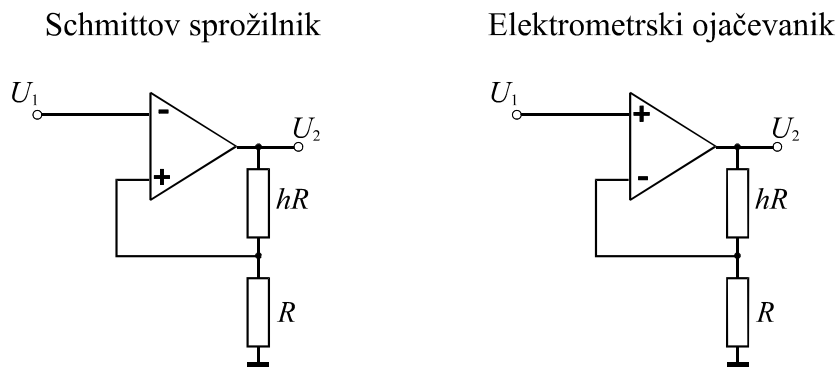 Schmittov sprožilnik
U1
-
+
U2
hR
R
Elektrometrski ojačevanik
U1
+
-
U2
hR
R